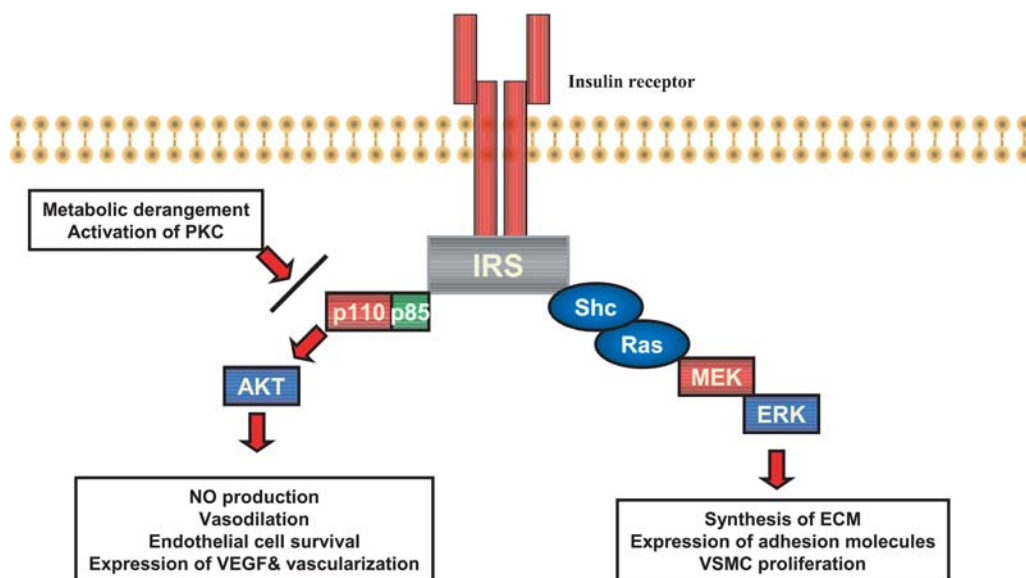 Insulin receptor
Metabolic derangement
Activation of PKC
IRS
p110
p85
Shc
Ras
AKT
MEK
ERK
NO production
Vasodilation
Endothelial cell survival
Expression of VEGF& vascularization
Synthesis of ECM
Expression of adhesion molecules
VSMC proliferation